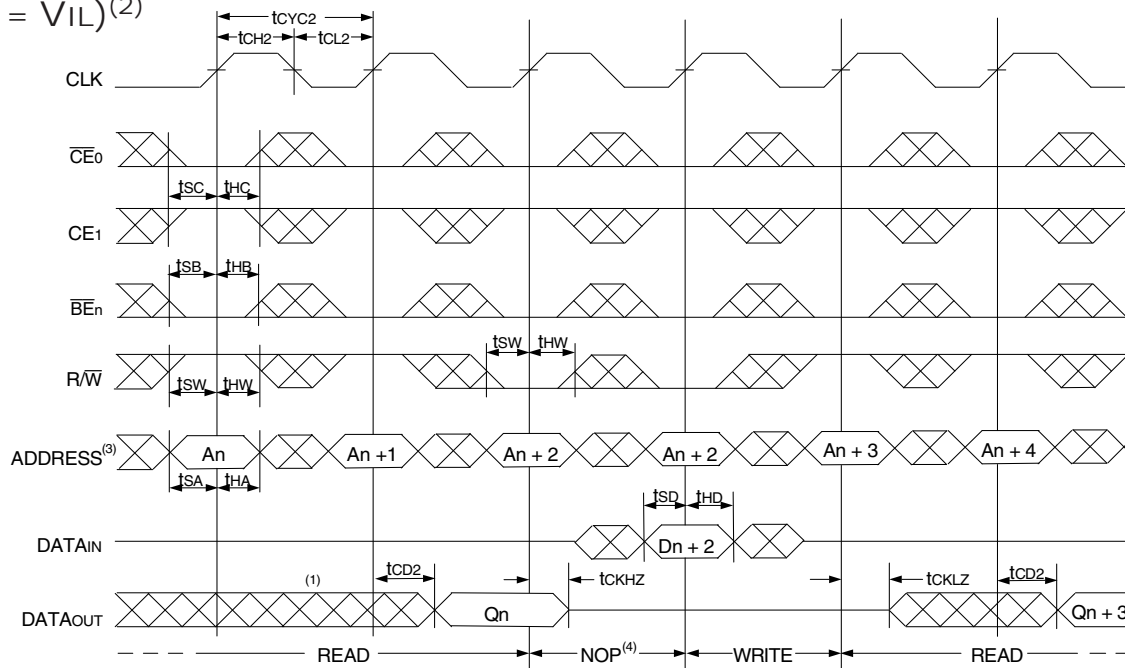 = VIL)(2)
tCYC2
tCH2 tCL2
CLK
CE0
tSC tHC
CE1
tSB tHB
BEn
tSW tHW
R/W
tSW tHW
ADDRESS(3) An An +1 An + 2 An + 2 An + 3 An + 4
tSA tHA
tSD tHD
DATAIN Dn + 2
(1) tCD2 tCKHZ tCKLZ tCD2
DATAOUT Qn Qn + 3
READ NOP(4) WRITE READ